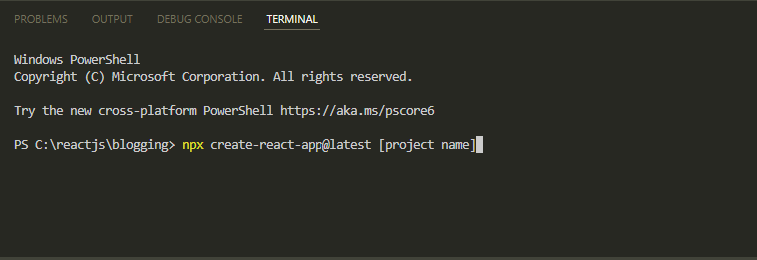 PROBLEMS OUTPUT DEBUG CONSOLE TERMINAL
Windows PowerShell
Copyright (C) Microsoft Corporation. All rights reserved.
Try the new cross-platform PowerShell https://aka.ms/pscore6
PS C:\reactjs\blogging> npx create-react-app@latest [project name]